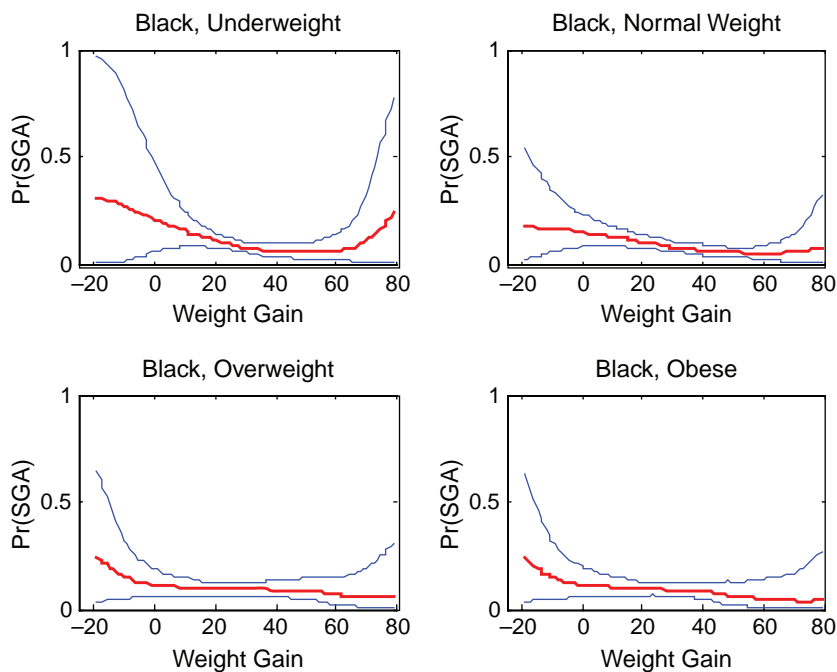 Black, Underweight
1
0.5
0
Pr(SGA)
–20 0 20 40 60 80
Weight Gain
Black, Normal Weight
1
0.5
0
Pr(SGA)
–20 0 20 40 60 80
Weight Gain
Black, Overweight
1
0.5
0
Pr(SGA)
–20 0 20 40 60 80
Weight Gain
Black, Obese
1
0.5
0
Pr(SGA)
–20 0 20 40 60 80
Weight Gain